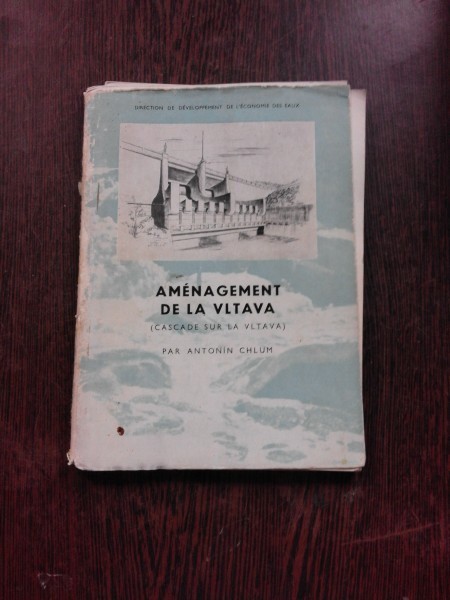 DIRECTION DE DÉVELOPPEMENT DE L'ÉCONOMIE DES EAUX
AMÉNAGEMENT
DE LA VLTAVA
(CASCADE SUR LA VLTAVA)
PAR ANTONÍN CHLUM